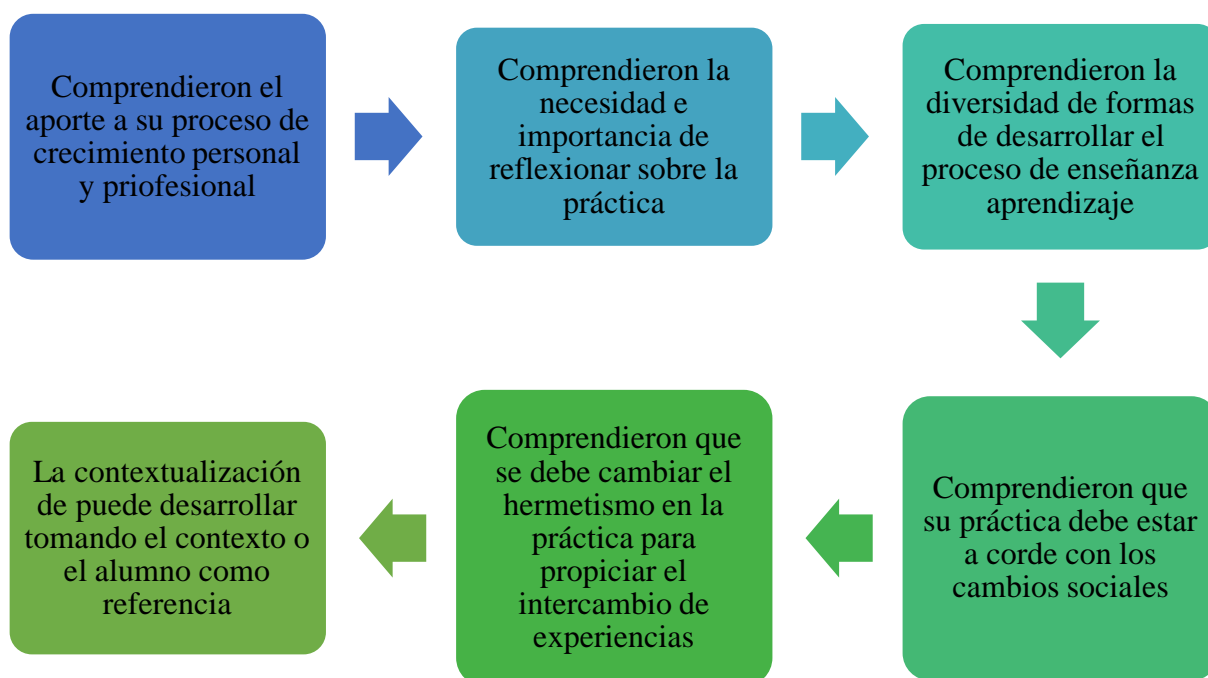 Comprendieron el
aporte a su proceso de
crecimiento personal
y priofesional
Comprendieron la
necesidad e
importancia de
reflexionar sobre la
práctica
Comprendieron la
diversidad de formas
de desarrollar el
proceso de enseñanza
aprendizaje
Comprendieron que
su práctica debe estar
a corde con los
cambios sociales
Comprendieron que
se debe cambiar el
hermetismo en la
práctica para
propiciar el
intercambio de
experiencias
La contextualización
de puede desarrollar
tomando el contexto o
el alumno como
referencia